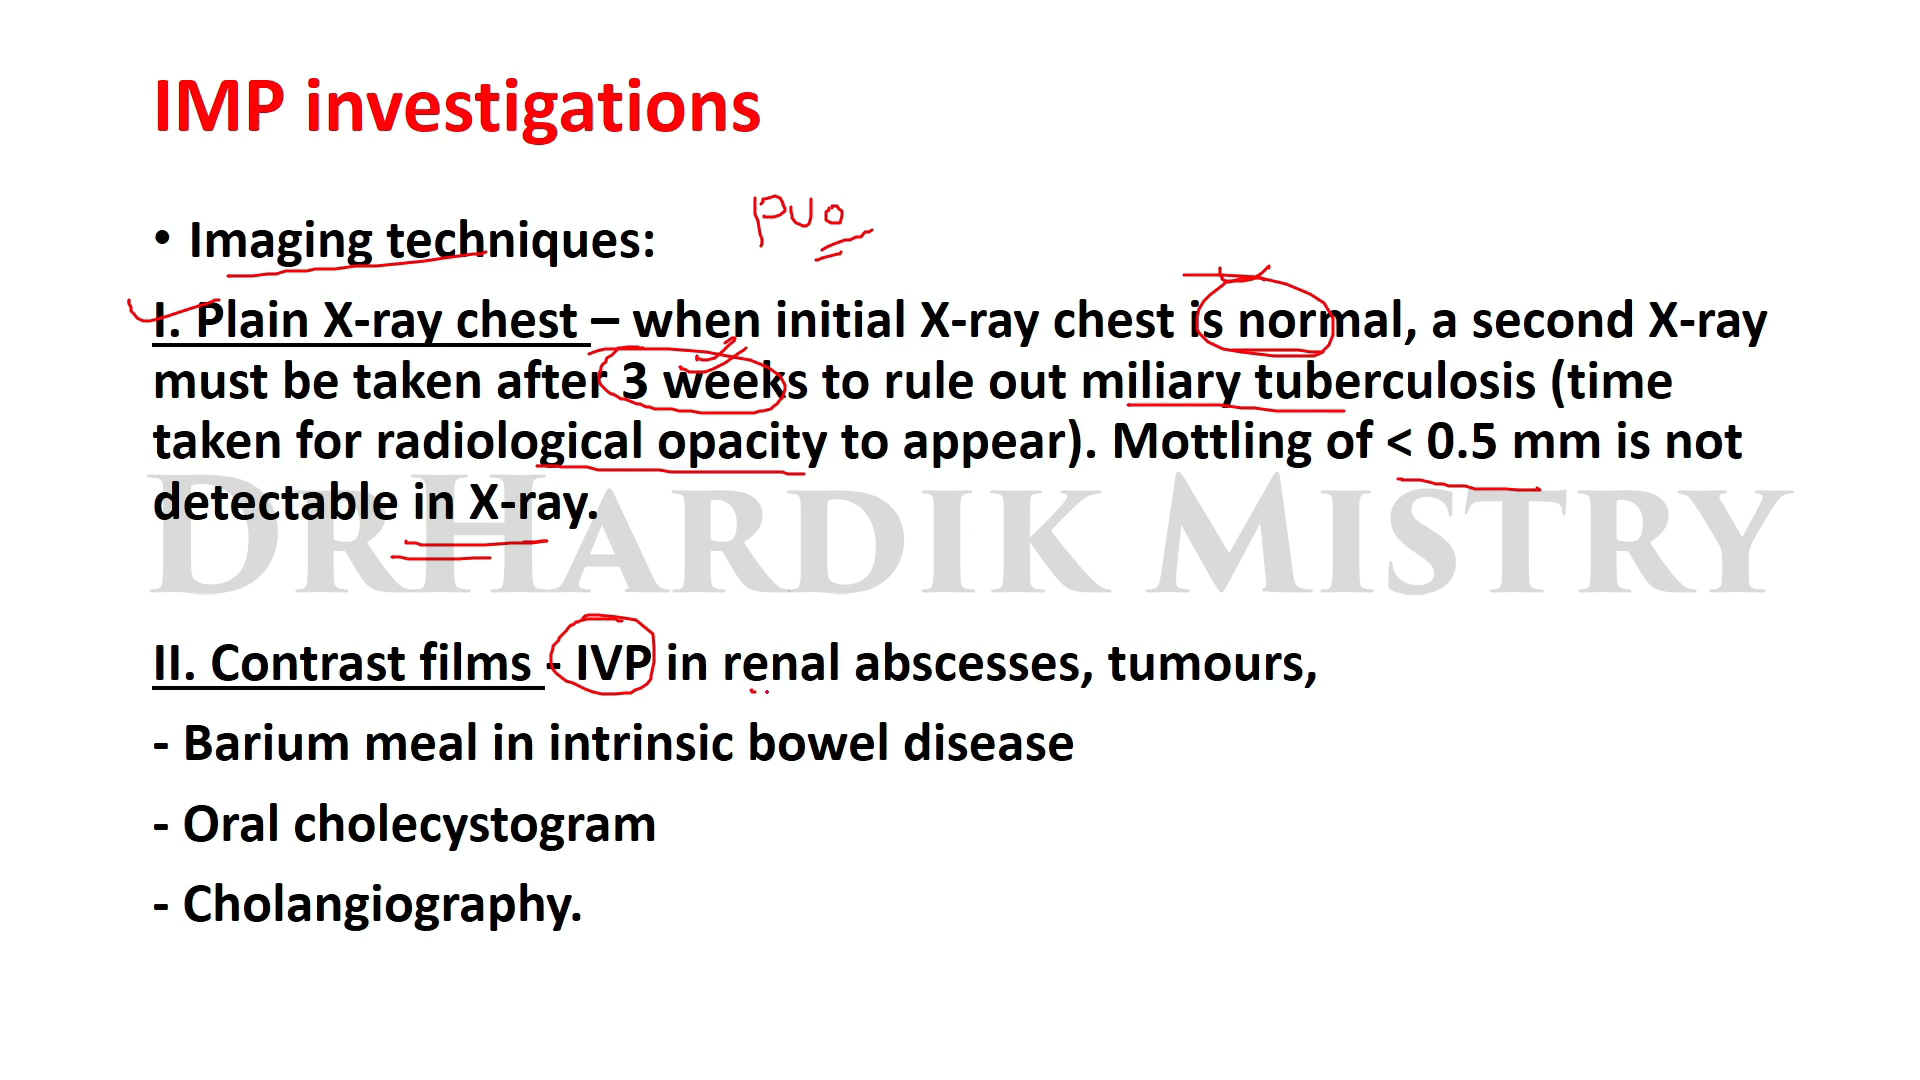 IMP investigations
PUO
• Imaging techniques:
I. Plain X-ray chest – when initial X-ray chest is normal, a second X-ray
must be taken after 3 weeks to rule out miliary tuberculosis (time
taken for radiological opacity to appear). Mottling of < 0.5 mm is not
detectable in X-ray.
DRHARDIK MISTRY
II. Contrast films - IVP in renal abscesses, tumours,
- Barium meal in intrinsic bowel disease
- Oral cholecystogram
- Cholangiography.